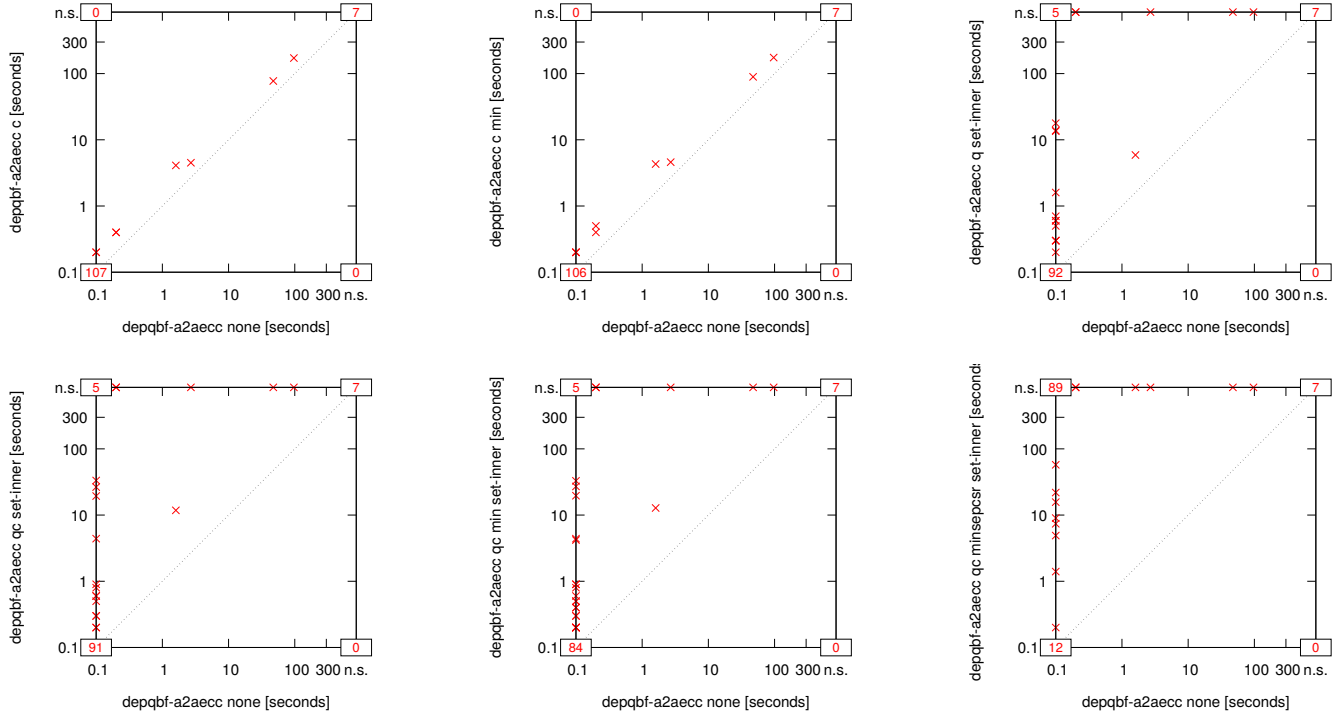 n.s. 0 7
300
100
10
1
0.1 107 0
0.1 1 10 100 300 n.s.
depqbf-a2aecc c [seconds]
depqbf-a2aecc none [seconds]
n.s. 0 7
300
100
10
1
0.1 106 0
0.1 1 10 100 300 n.s.
depqbf-a2aecc c min [seconds]
depqbf-a2aecc none [seconds]
n.s. 5 7
300
100
10
1
0.1 92 0
0.1 1 10 100 300 n.s.
depqbf-a2aecc q set-inner [seconds]
depqbf-a2aecc none [seconds]
n.s. 5 7
300
100
10
1
0.1 91 0
0.1 1 10 100 300 n.s.
depqbf-a2aecc qc set-inner [seconds]
depqbf-a2aecc none [seconds]
n.s. 5 7
300
100
10
1
0.1 84 0
0.1 1 10 100 300 n.s.
depqbf-a2aecc qc min set-inner [seconds]
depqbf-a2aecc none [seconds]
n.s. 89 7
300
100
10
1
0.1 12 0
0.1 1 10 100 300 n.s.
depqbf-a2aecc qc minsepcsr set-inner [second
depqbf-a2aecc none [seconds]